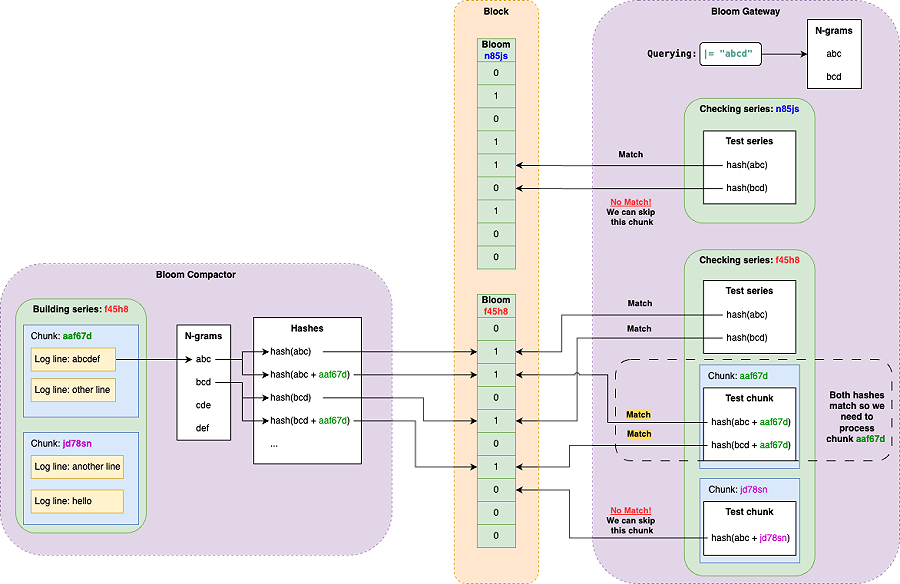 Block
Bloom
n85js
0
1
0
1
1
0
1
0
0
Bloom
f45h8
0
1
1
0
1
0
1
0
0
0
Bloom Gateway
Querying:
|= "abcd"
N-grams
abc
bcd
Checking series: n85js
Test series
hash(abc)
hash(bcd)
Match
No Match!
We can skip
this chunk
Checking series: f45h8
Test series
hash(abc)
hash(bcd)
Match
Match
Chunk: aaf67d
Test chunk
hash(abc + aaf67d)
hash(bcd + aaf67d)
Match
Match
Both hashes
match so we
need to
process
chunk aaf67d
Chunk: jd78sn
Test chunk
hash(abc + jd78sn)
No Match!
We can skip
this chunk
Bloom Compactor
Building series: f45h8
Chunk: aaf67d
Log line: abcdef
Log line: other line
Chunk: jd78sn
Log line: another line
Log line: hello
N-grams
abc
bcd
cde
def
Hashes
hash(abc)
hash(abc + aaf67d)
hash(bcd)
hash(bcd + aaf67d)
...